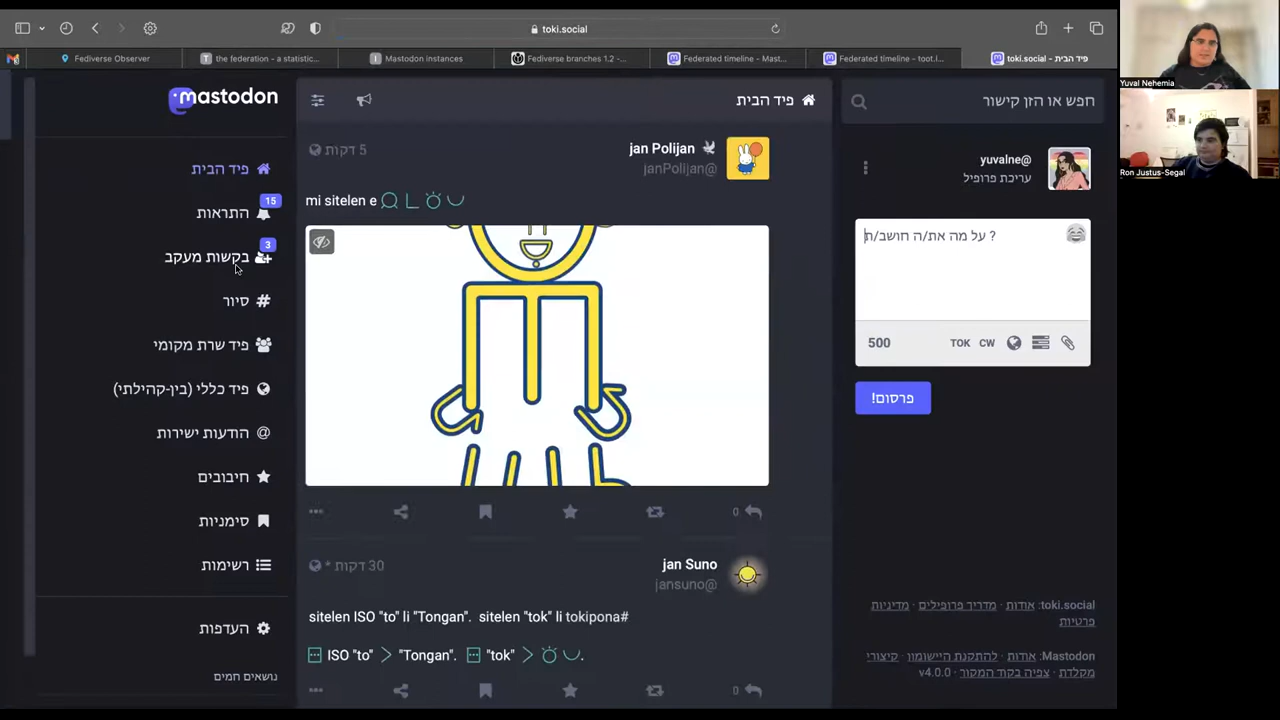 toki.social
Fediverse Observer
the federation - a statistic...
Mastodon instances
Fediverse branches 1.2 -...
Federated timeline - Mast...
Federated timeline - toot.l...
פיד הבית - toki.social
mastodon
פיד הבית
15
התראות
3
בקשות מעקב
סיור
פיד שרת מקומי
פיד כללי (בין-קהילתי)
הודעות ישירות
חיבובים
סימניות
רשימות
העדפות
נושאים חמים
פיד הבית
jan Polijan
@janPolijan
5 דקות
mi sitelen e
0
jan Suno
@jansuno
30 דקות *
sitelen ISO "to" li "Tongan". sitelen "tok" li tokipona#
ISO "to" > "Tongan". "tok" >
0
חפש או הזן קישור
@yuvalne
עריכת פרופיל
על מה את/ה חושב/ת ?
500
TOK
CW
פרסום!
toki.social: אודות · מדריך פרופילים · מדיניות
פרטיות
Mastodon: אודות · להתקנת היישומון · קיצורי
מקלדת · צפיה בקוד המקור · v4.0.0
Yuval Nehemia
Ron Justus-Segal